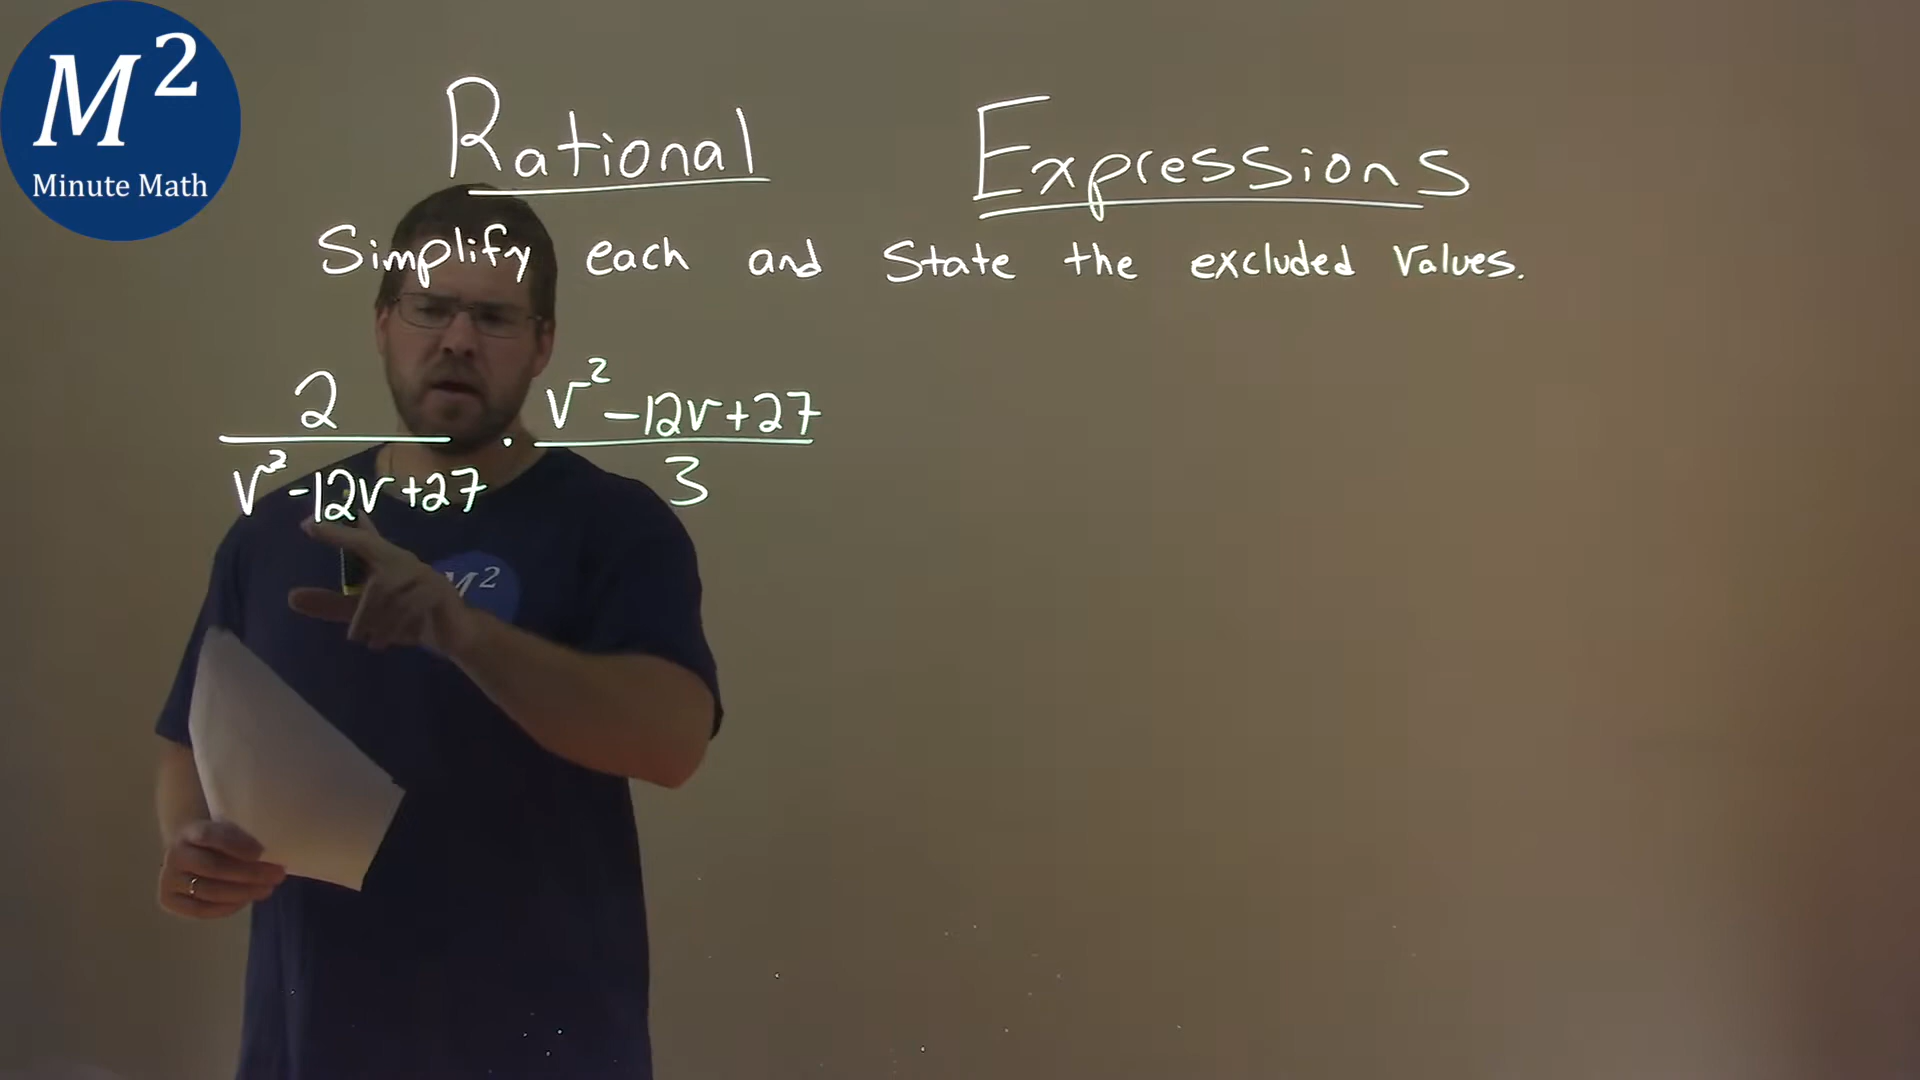 M²
Minute Math
Rational Expressions
Simplify each and State the excluded Values.
2 / (v² -12v +27) · (v² -12v +27) / 3
M²